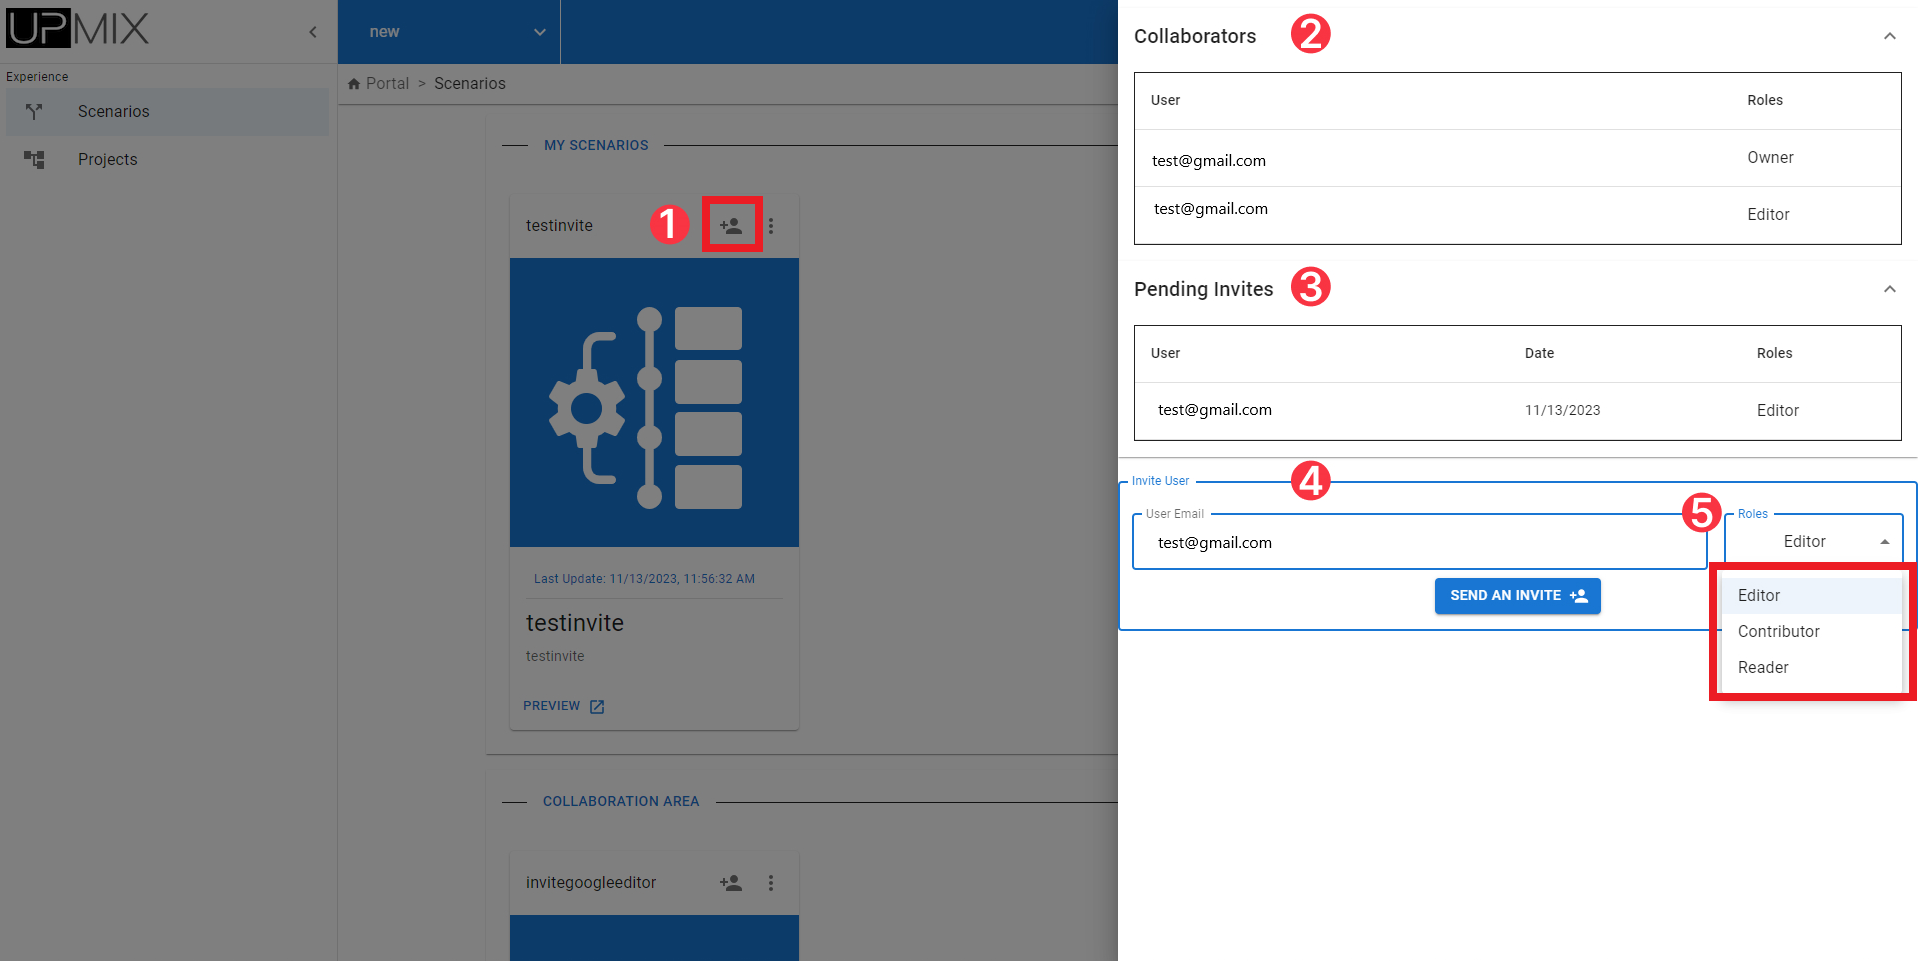 UPMIX
Experience
Scenarios
Projects
new
Portal > Scenarios
MY SCENARIOS
testinvite
1
Last Update: 11/13/2023, 11:56:32 AM
testinvite
testinvite
PREVIEW
COLLABORATION AREA
invitegoogleeditor
Collaborators 2
User Roles
test@gmail.com Owner
test@gmail.com Editor
Pending Invites 3
User Date Roles
test@gmail.com 11/13/2023 Editor
Invite User 4
User Email 5 Roles
test@gmail.com Editor
SEND AN INVITE
Editor
Contributor
Reader